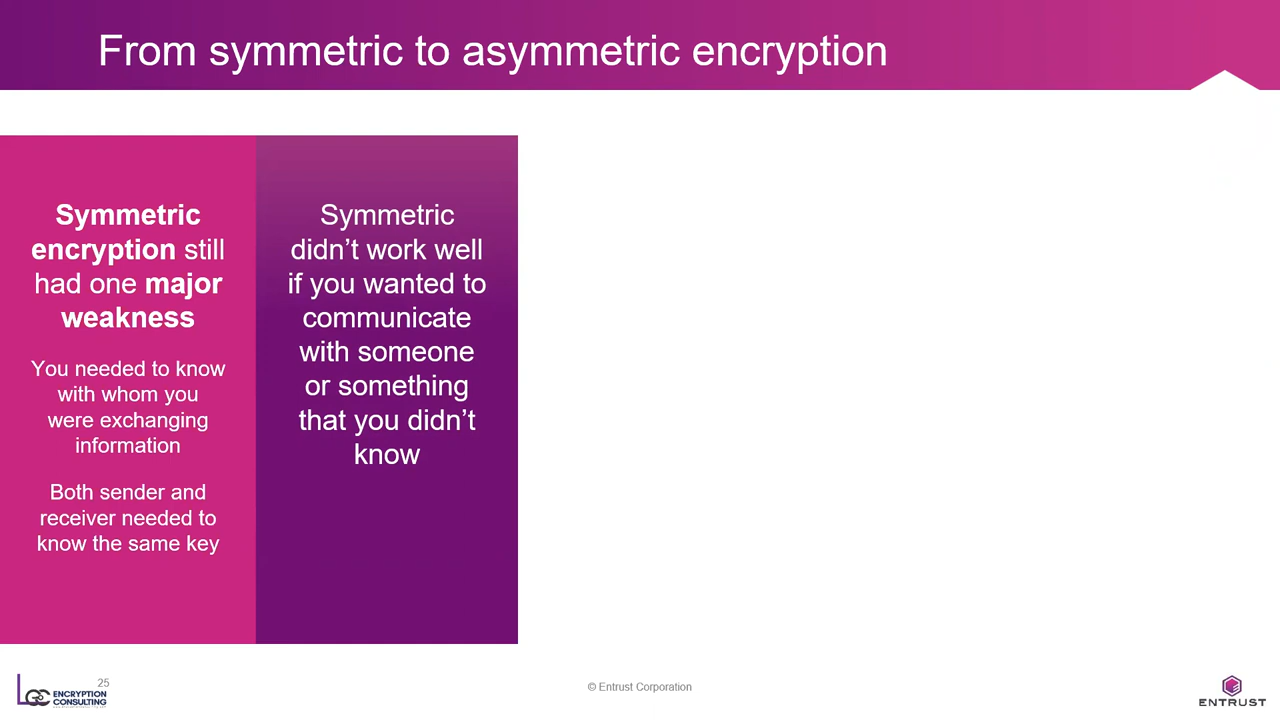 From symmetric to asymmetric encryption
Symmetric
encryption still
had one major
weakness
You needed to know
with whom you
were exchanging
information
Both sender and
receiver needed to
know the same key
Symmetric
didn’t work well
if you wanted to
communicate
with someone
or something
that you didn’t
know
25
ENCRYPTION
CONSULTING
© Entrust Corporation
ENTRUST